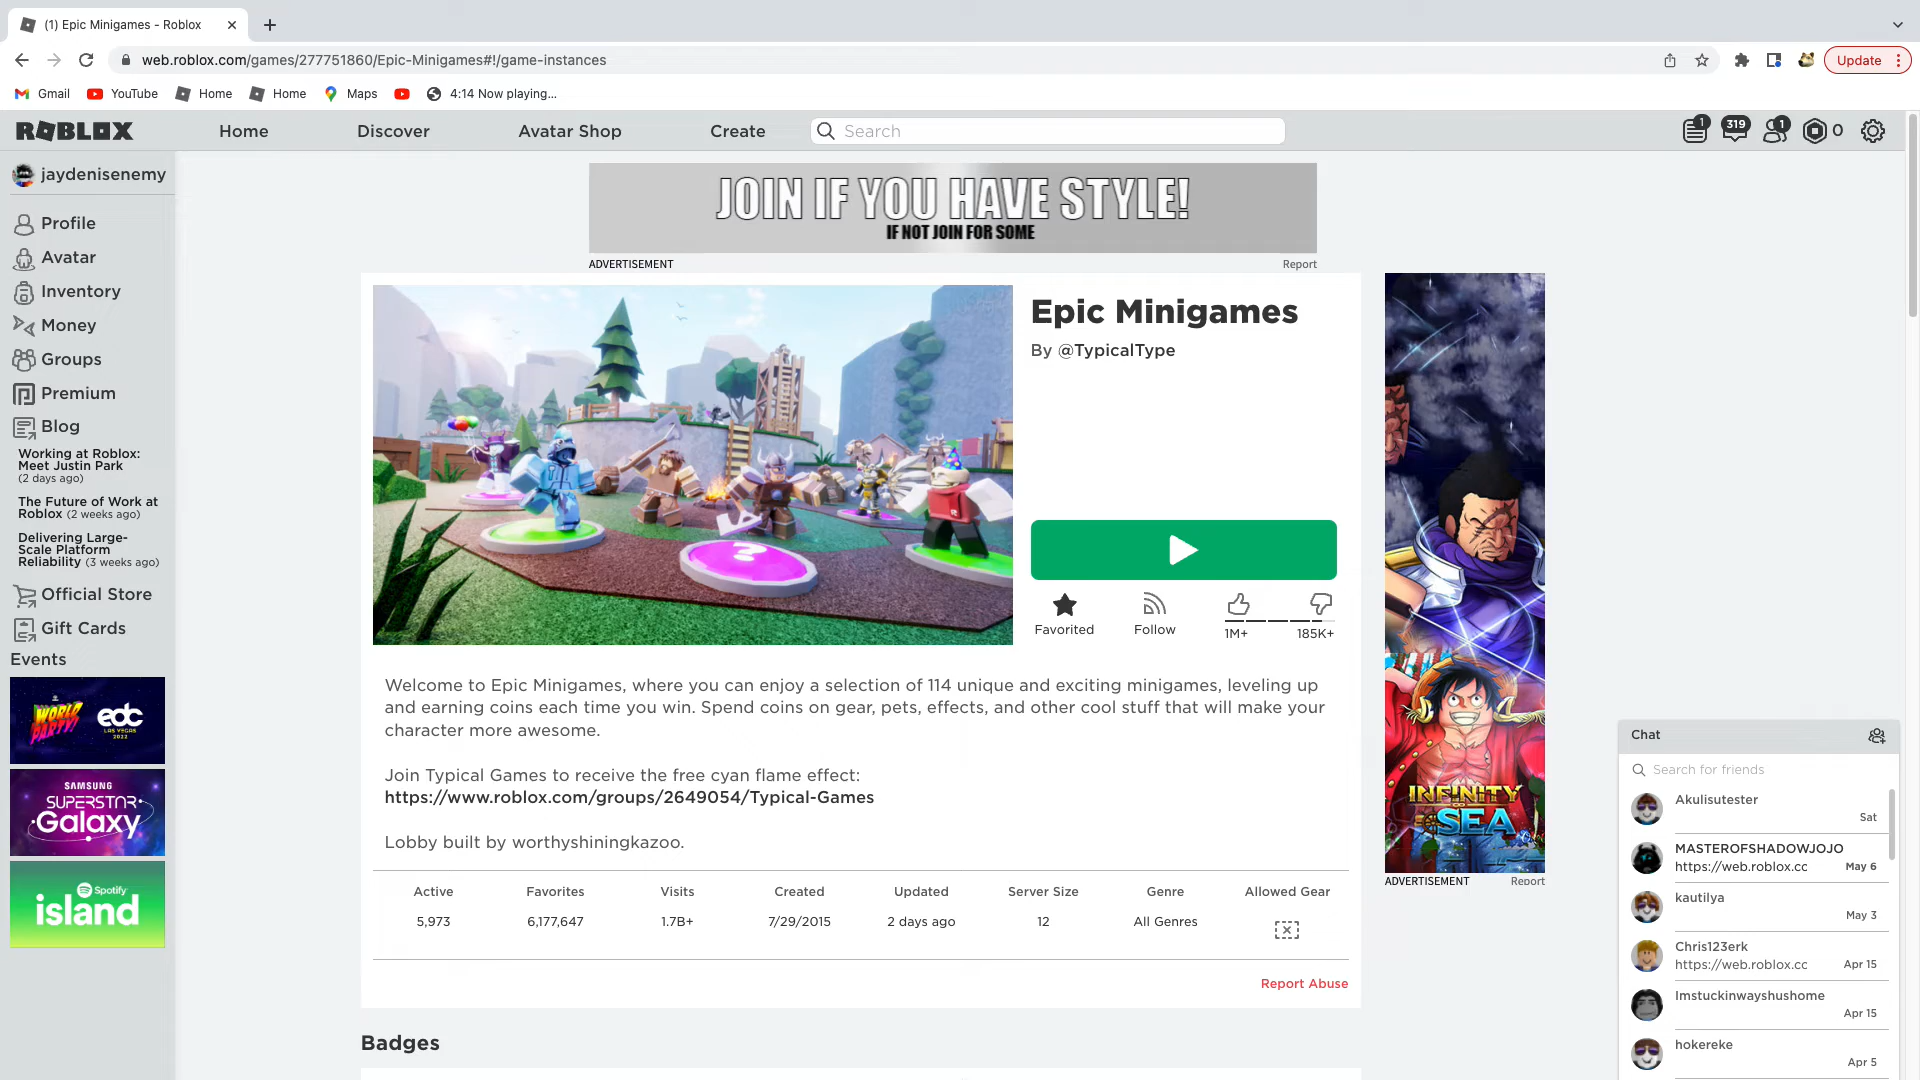 (1) Epic Minigames - Roblox
web.roblox.com/games/277751860/Epic-Minigames#!/game-instances
Update
Gmail
YouTube
Home
Home
Maps
4:14 Now playing...
ROBLOX
Home
Discover
Avatar Shop
Create
Search
1
319
1
0
jaydenisenemy
Profile
Avatar
Inventory
Money
Groups
Premium
Blog
Working at Roblox:
Meet Justin Park
(2 days ago)
The Future of Work at
Roblox (2 weeks ago)
Delivering Large-
Scale Platform
Reliability (3 weeks ago)
Official Store
Gift Cards
Events
WORLD
PARTY!
edc
LAS VEGAS
2022
SAMSUNG
SUPERSTAR
Galaxy
Spotify
island
JOIN IF YOU HAVE STYLE!
IF NOT JOIN FOR SOME
ADVERTISEMENT
Report
Epic Minigames
By @TypicalType
Favorited
Follow
1M+
185K+
Welcome to Epic Minigames, where you can enjoy a selection of 114 unique and exciting minigames, leveling up
and earning coins each time you win. Spend coins on gear, pets, effects, and other cool stuff that will make your
character more awesome.
Join Typical Games to receive the free cyan flame effect:
https://www.roblox.com/groups/2649054/Typical-Games
Lobby built by worthyshiningkazoo.
Active Favorites Visits Created Updated Server Size Genre Allowed Gear
5,973 6,177,647 1.7B+ 7/29/2015 2 days ago 12 All Genres
Report Abuse
Badges
INFINITY
SEA
ADVERTISEMENT
Report
Chat
Search for friends
Akulisutester
Sat
MASTEROFSHADOWJOJO
https://web.roblox.cc May 6
kautilya
May 3
Chris123erk
https://web.roblox.cc Apr 15
Imstuckinwayshushome
Apr 15
hokereke
Apr 5